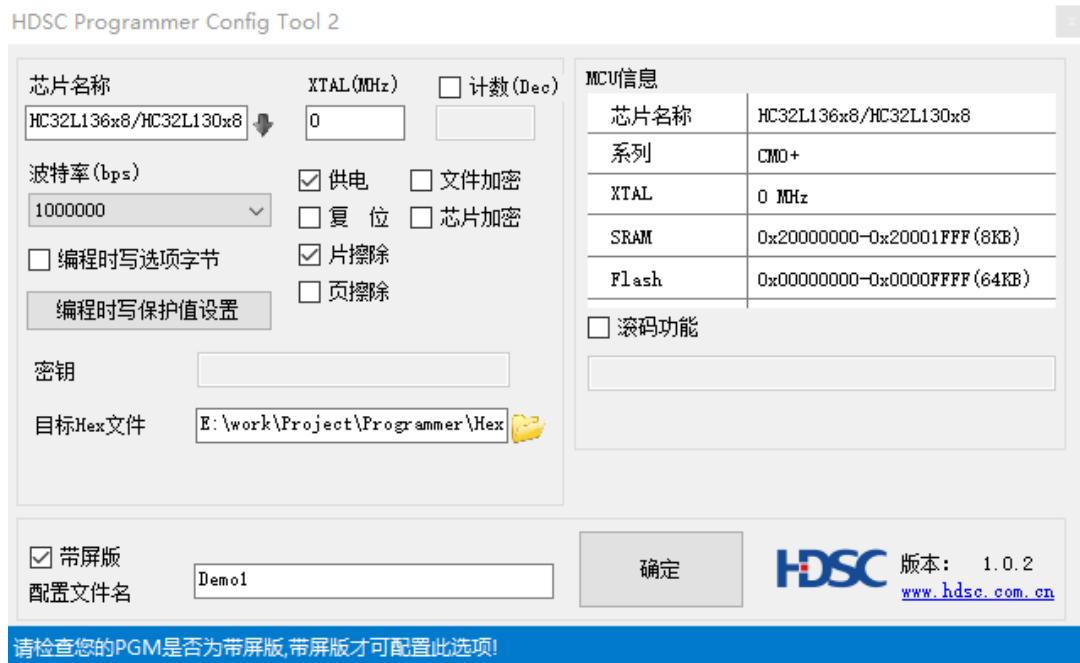 HDSC Programmer Config Tool 2
芯片名称
XTAL(MHz)
计数(Dec)
HC32L136x8/HC32L130x8
0
波特率(bps)
1000000
供电
文件加密
复 位
芯片加密
编程时写选项字节
片擦除
页擦除
编程时写保护值设置
密钥
目标Hex文件
E:\work\Project\Programmer\Hex
MCU信息
芯片名称 HC32L136x8/HC32L130x8
系列 CM0+
XTAL 0 MHz
SRAM 0x20000000-0x20001FFF(8KB)
Flash 0x00000000-0x0000FFFF(64KB)
滚码功能
带屏版
配置文件名
Demo1
确定
HDSC
版本: 1.0.2
www.hdsc.com.cn
请检查您的PGM是否为带屏版,带屏版才可配置此选项!